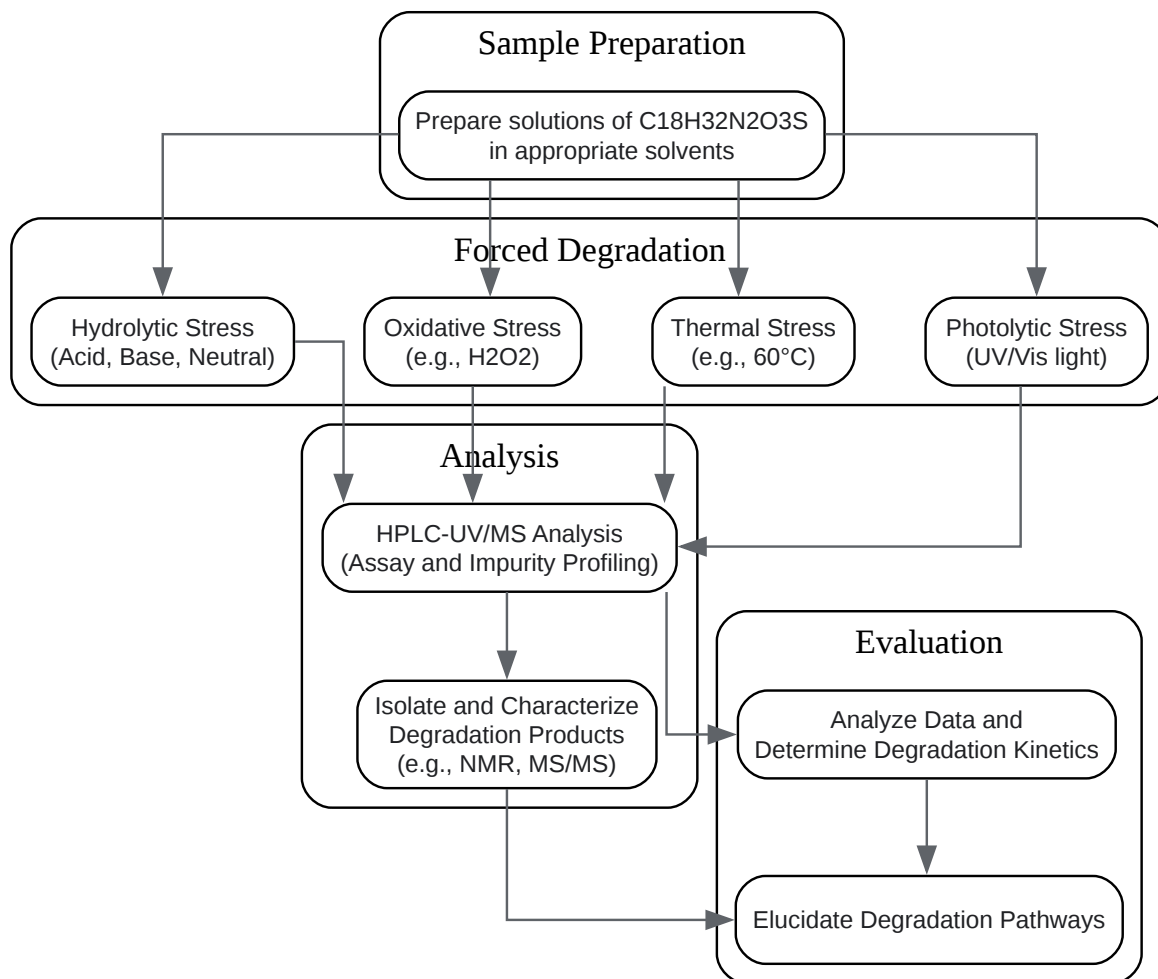 Sample Preparation
Prepare solutions of C18H32N2O3S
in appropriate solvents
Forced Degradation
Hydrolytic Stress
(Acid, Base, Neutral)
Oxidative Stress
(e.g., H2O2)
Thermal Stress
(e.g., 60°C)
Photolytic Stress
(UV/Vis light)
Analysis
HPLC-UV/MS Analysis
(Assay and Impurity Profiling)
Isolate and Characterize
Degradation Products
(e.g., NMR, MS/MS)
Evaluation
Analyze Data and
Determine Degradation Kinetics
Elucidate Degradation Pathways